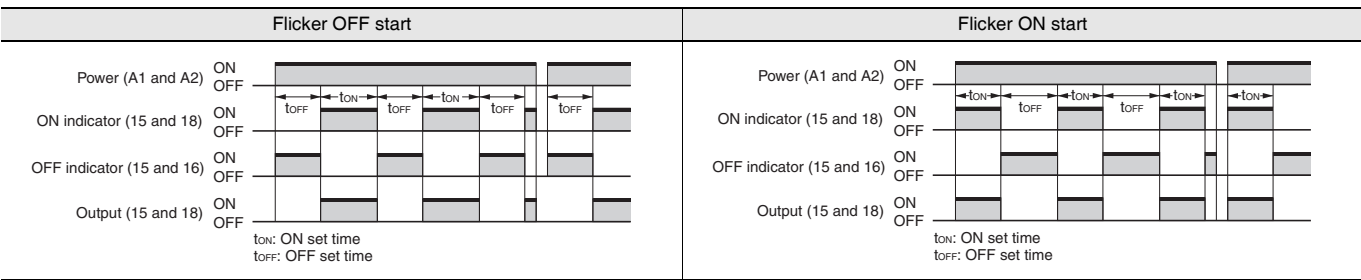 Flicker OFF start
Power (A1 and A2) ON
OFF
tOFF tON tOFF tON tOFF tOFF
ON indicator (15 and 18) ON
OFF
OFF indicator (15 and 16) ON
OFF
Output (15 and 18) ON
OFF
tON: ON set time
tOFF: OFF set time
Flicker ON start
Power (A1 and A2) ON
OFF
tON tOFF tON tOFF tON tON
ON indicator (15 and 18) ON
OFF
OFF indicator (15 and 16) ON
OFF
Output (15 and 18) ON
OFF
tON: ON set time
tOFF: OFF set time